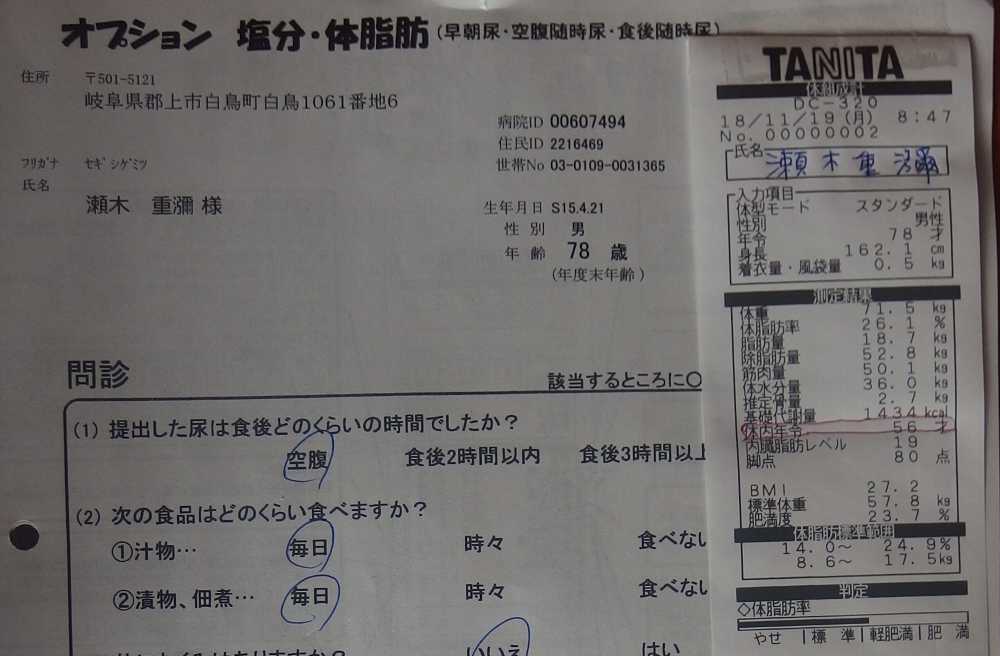 オプション 塩分・体脂肪(早朝尿・空腹随時尿・食後随時尿)
住所 〒501-5121
岐阜県郡上市白鳥町白鳥1061番地6
病院ID 00607494
住民ID 2216469
世帯No 03-0109-0031365
フリガナ セギ シゲミツ
氏名
瀬木 重彌 様
生年月日 S15.4.21
性別 男
年齢 78 歳
(年度末年齢)
問診
該当するところに○
(1) 提出した尿は食後どのくらいの時間でしたか?
空腹 食後2時間以内 食後3時間以上
(2) 次の食品はどのくらい食べますか?
①汁物… 毎日 時々 食べない
②漬物、佃煮… 毎日 時々 食べない
いいえ はい
TANITA
体組成計
DC-320
18/11/19(月) 8:47
No.00000002
氏名 瀬木重
入力項目
体型モード スタンダード
性別 男性
年令 78 才
身長 162.1 cm
着衣量・風袋量 0.5 kg
測定結果
体重 71.5 kg
体脂肪率 26.1 %
脂肪量 18.7 kg
除脂肪量 52.8 kg
筋肉量 50.1 kg
体水分量 36.0 kg
推定骨量 2.7 kg
基礎代謝量 1434 kcal
体内年令 56 才
内臓脂肪レベル 19
脚点 80 点
BMI 27.2
標準体重 57.8 kg
肥満度 23.7 %
体脂肪標準範囲
14.0～ 24.9%
8.6～ 17.5kg
判定
◇体脂肪率
やせ |標 準|軽肥満|肥 満